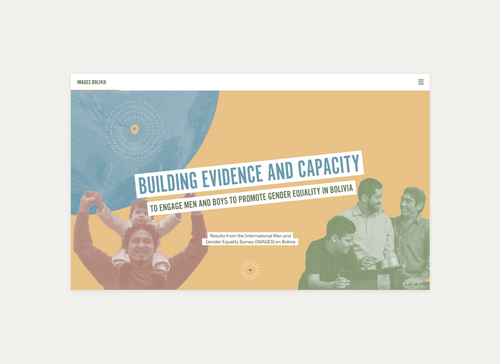 IMAGES BOLIVIA
BUILDING EVIDENCE AND CAPACITY
TO ENGAGE MEN AND BOYS TO PROMOTE GENDER EQUALITY IN BOLIVIA
Results from the International Men and
Gender Equality Survey (IMAGES) en Bolivia